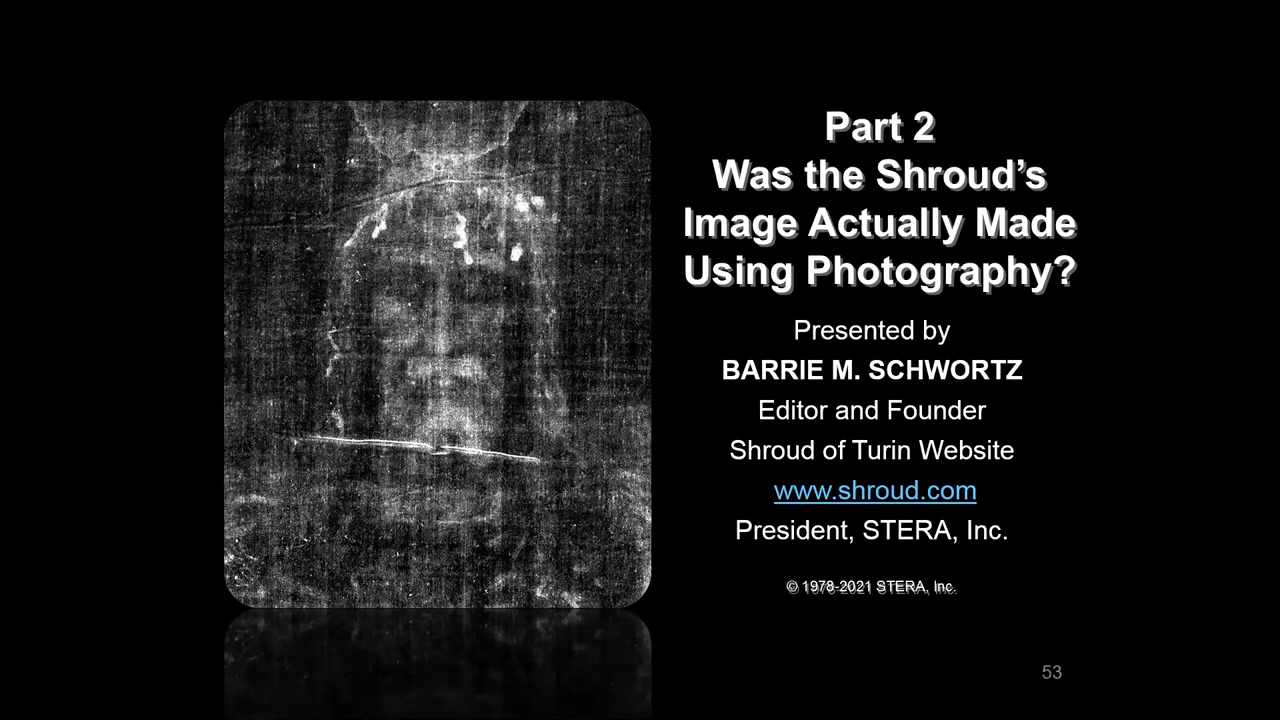 Part 2
Was the Shroud’s
Image Actually Made
Using Photography?
Presented by
BARRIE M. SCHWORTZ
Editor and Founder
Shroud of Turin Website
www.shroud.com
President, STERA, Inc.
© 1978-2021 STERA, Inc.
53